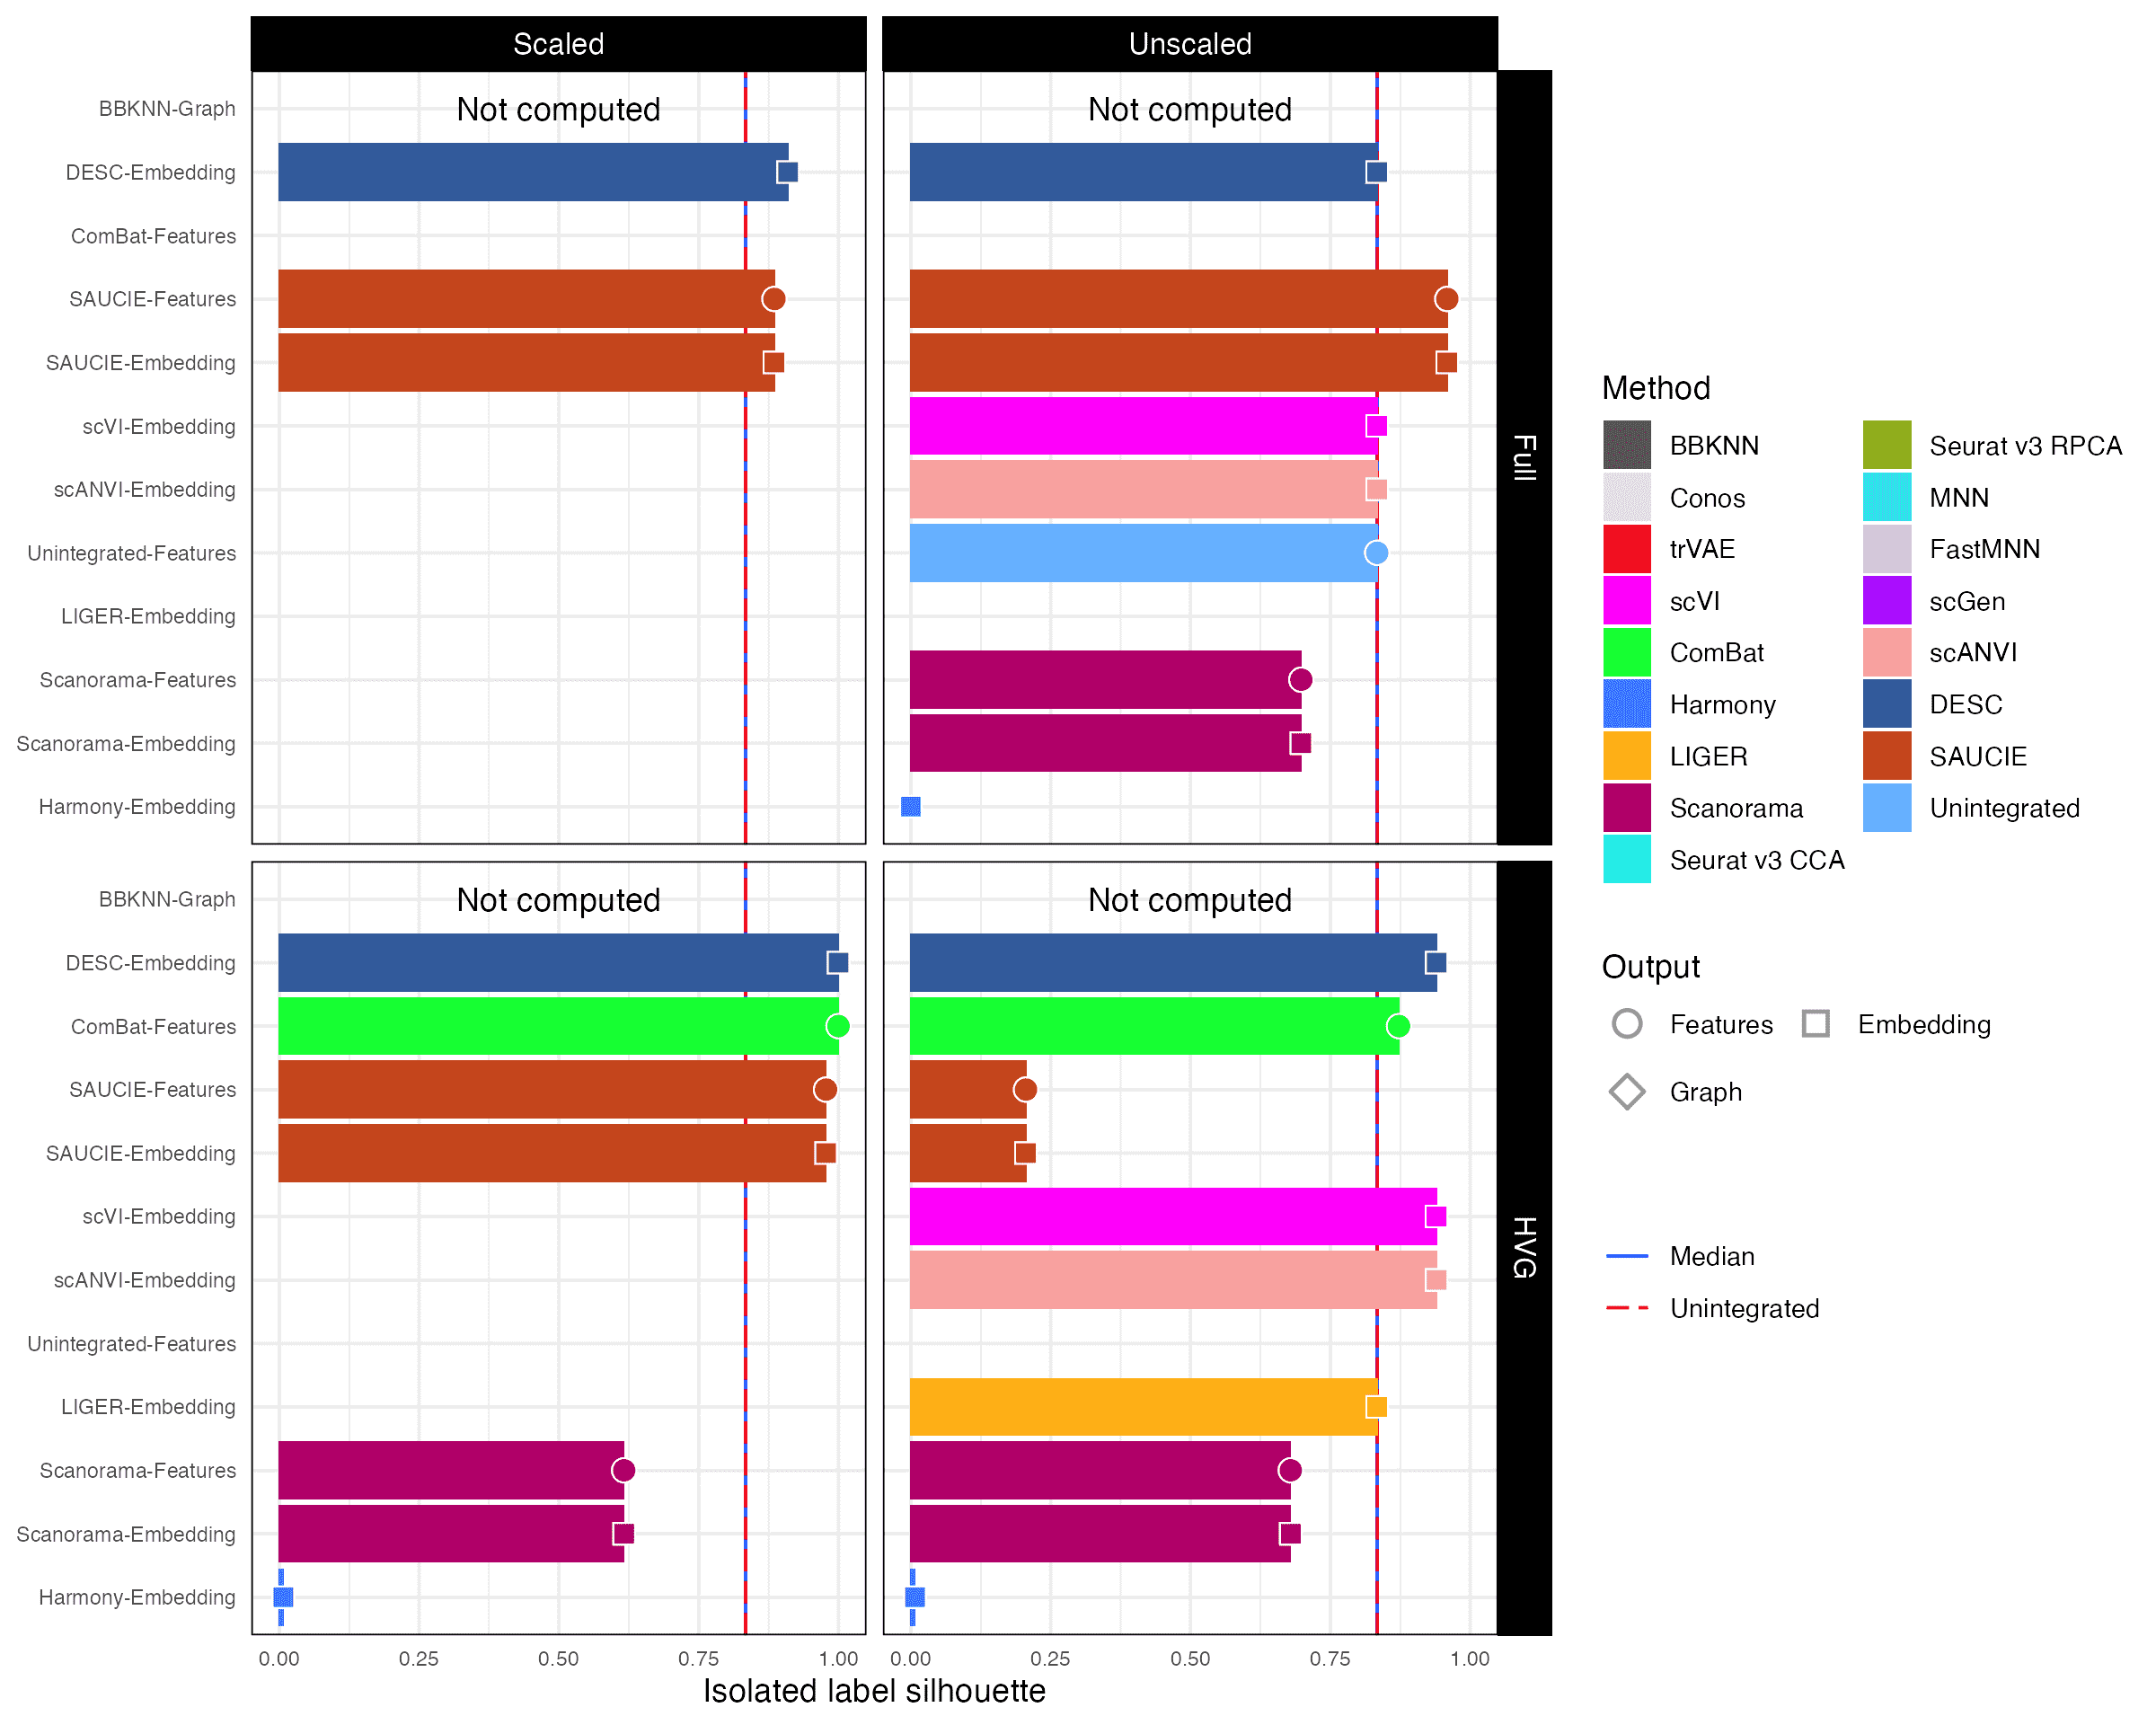 Scaled
Unscaled
BBKNN-Graph
Not computed
Not computed
DESC-Embedding
ComBat-Features
SAUCIE-Features
SAUCIE-Embedding
scVI-Embedding
scANVI-Embedding
Unintegrated-Features
LIGER-Embedding
Scanorama-Features
Scanorama-Embedding
Harmony-Embedding
Full
BBKNN-Graph
Not computed
Not computed
DESC-Embedding
ComBat-Features
SAUCIE-Features
SAUCIE-Embedding
scVI-Embedding
scANVI-Embedding
Unintegrated-Features
LIGER-Embedding
Scanorama-Features
Scanorama-Embedding
Harmony-Embedding
HVG
0.00 0.25 0.50 0.75 1.00
0.00 0.25 0.50 0.75 1.00
Isolated label silhouette
Method
BBKNN
Conos
trVAE
scVI
ComBat
Harmony
LIGER
Scanorama
Seurat v3 CCA
Seurat v3 RPCA
MNN
FastMNN
scGen
scANVI
DESC
SAUCIE
Unintegrated
Output
Features
Embedding
Graph
Median
Unintegrated